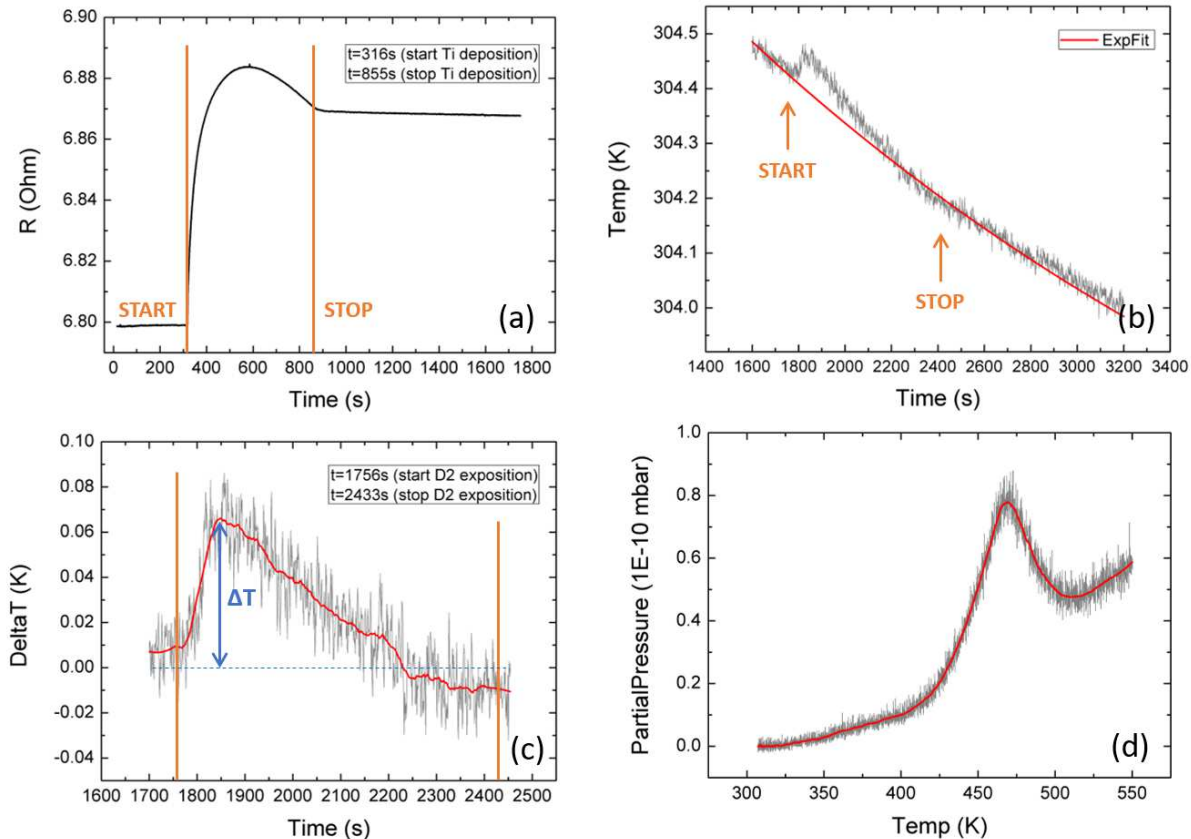 6.90
6.88
6.86
6.84
6.82
6.80
R (Ohm)
t=316s (start Ti deposition)
t=855s (stop Ti deposition)
START
STOP
(a)
0 200 400 600 800 1000 1200 1400 1600 1800
Time (s)
304.5
304.4
304.3
304.2
304.1
304.0
Temp (K)
ExpFit
START
STOP
(b)
1400 1600 1800 2000 2200 2400 2600 2800 3000 3200 3400
Time (s)
0.10
0.08
0.06
0.04
0.02
0.00
-0.02
-0.04
DeltaT (K)
t=1756s (start D2 exposition)
t=2433s (stop D2 exposition)
ΔT
(c)
1600 1700 1800 1900 2000 2100 2200 2300 2400 2500
Time (s)
1.0
0.8
0.6
0.4
0.2
0.0
PartialPressure (1E-10 mbar)
(d)
300 350 400 450 500 550
Temp (K)